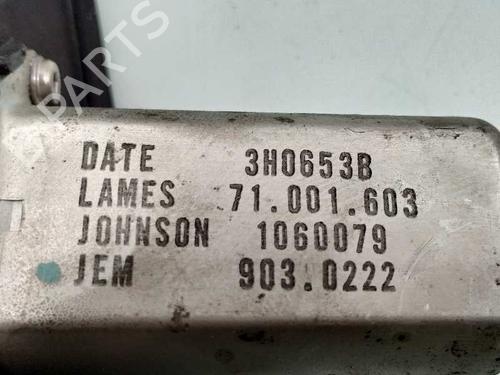 DATE 3H0653B
LAMES 71.001.603
JOHNSON 1060079
JEM 903.0222